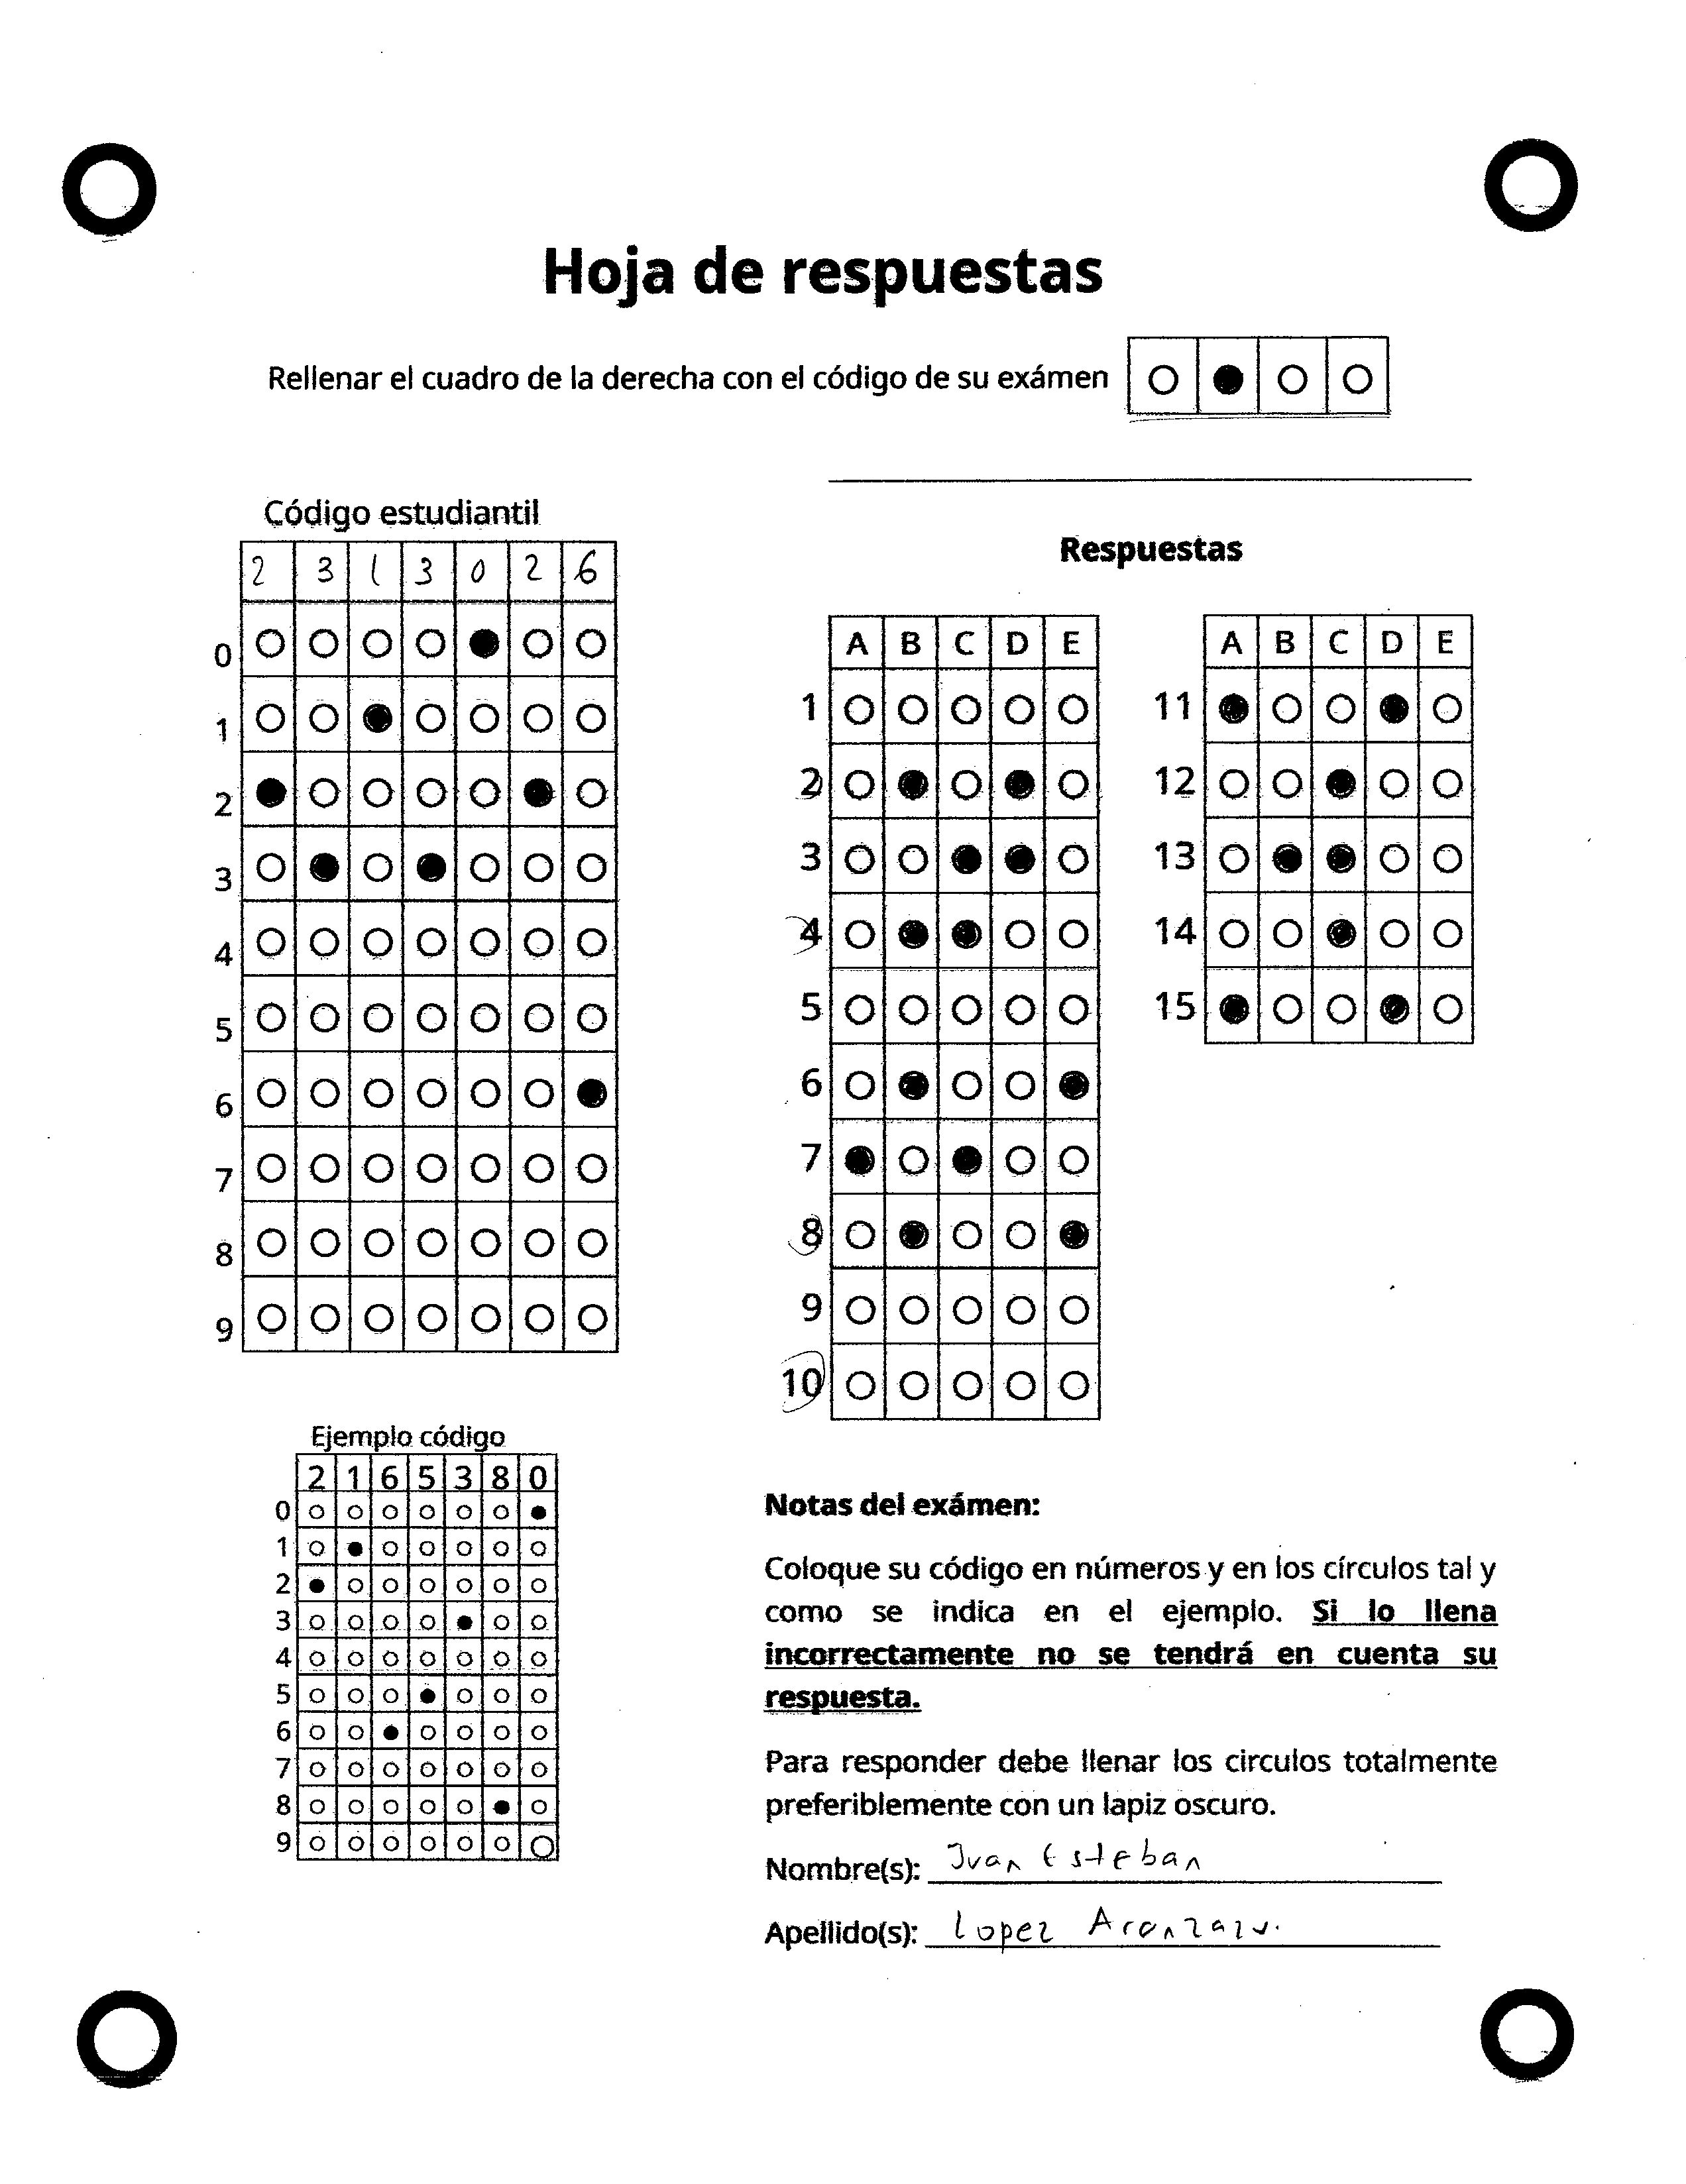 Hoja de respuestas
Rellenar el cuadro de la derecha con el código de su exámen
Código estudiantil
2 3 1 3 0 2 6
0
1
2
3
4
5
6
7
8
9
Respuestas
A B C D E
1
2
3
4
5
6
7
8
9
10
A B C D E
11
12
13
14
15
Ejemplo código
2 1 6 5 3 8 0
0
1
2
3
4
5
6
7
8
9
Notas del exámen:
Coloque su código en números y en los círculos tal y
como se indica en el ejemplo. Si lo llena
incorrectamente no se tendrá en cuenta su
respuesta.
Para responder debe llenar los circulos totalmente
preferiblemente con un lapiz oscuro.
Nombre(s): Juan Esteban
Apellido(s): Lopez Aranzazu.